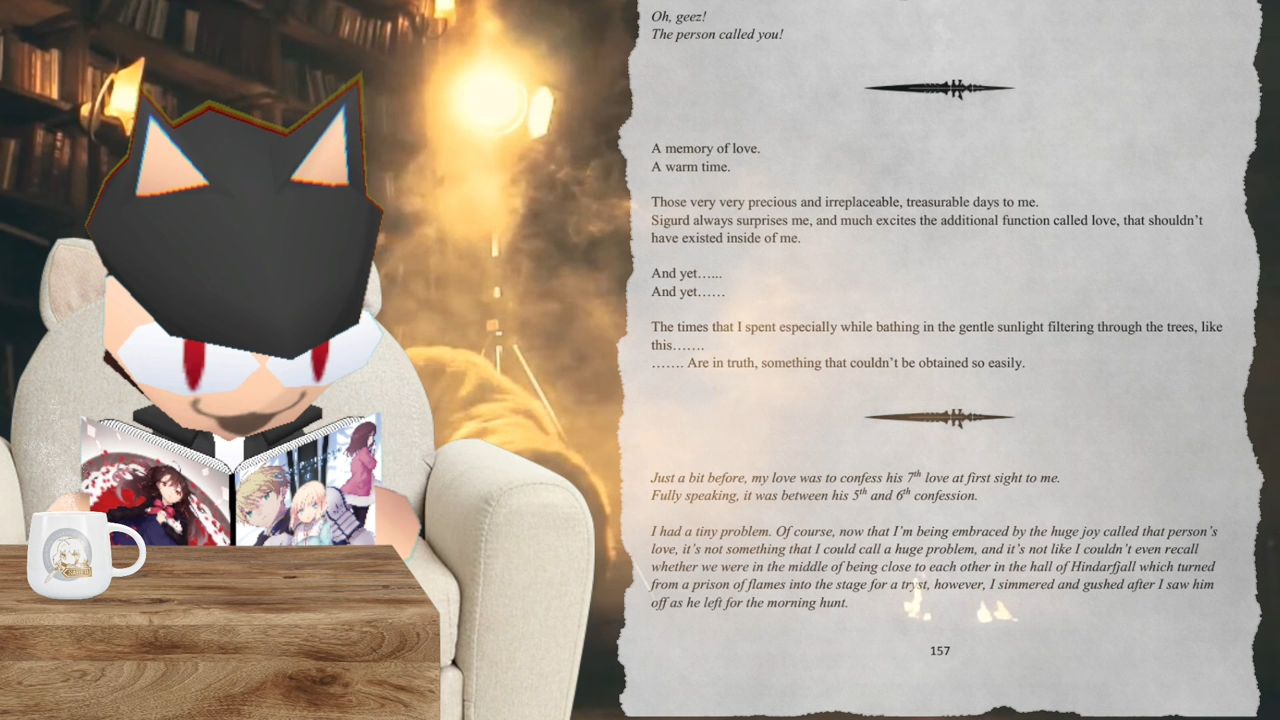 Oh, geez!
The person called you!
A memory of love.
A warm time.
Those very very precious and irreplaceable, treasurable days to me.
Sigurd always surprises me, and much excites the additional function called love, that shouldn't
have existed inside of me.
And yet…...
And yet……
The times that I spent especially while bathing in the gentle sunlight filtering through the trees, like
this…….
……. Are in truth, something that couldn't be obtained so easily.
Just a bit before, my love was to confess his 7th love at first sight to me.
Fully speaking, it was between his 5th and 6th confession.
I had a tiny problem. Of course, now that I'm being embraced by the huge joy called that person's
love, it's not something that I could call a huge problem, and it's not like I couldn't even recall
whether we were in the middle of being close to each other in the hall of Hindarfjall which turned
from a prison of flames into the stage for a tryst, however, I simmered and gushed after I saw him
off as he left for the morning hunt.
157